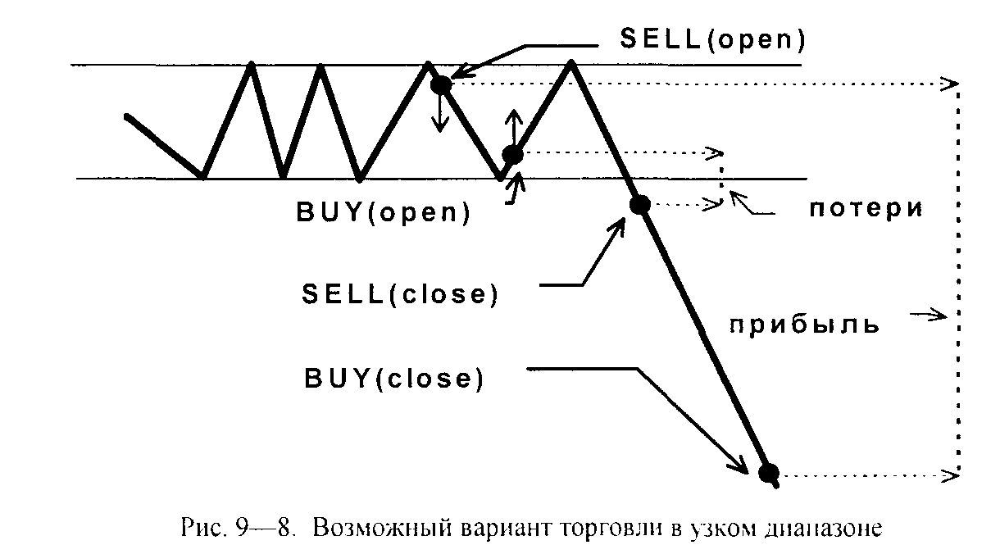 SELL(open)
BUY(open)
потери
SELL(close)
прибыль
BUY(close)
Рис. 9—8. Возможный вариант торговли в узком диапазоне